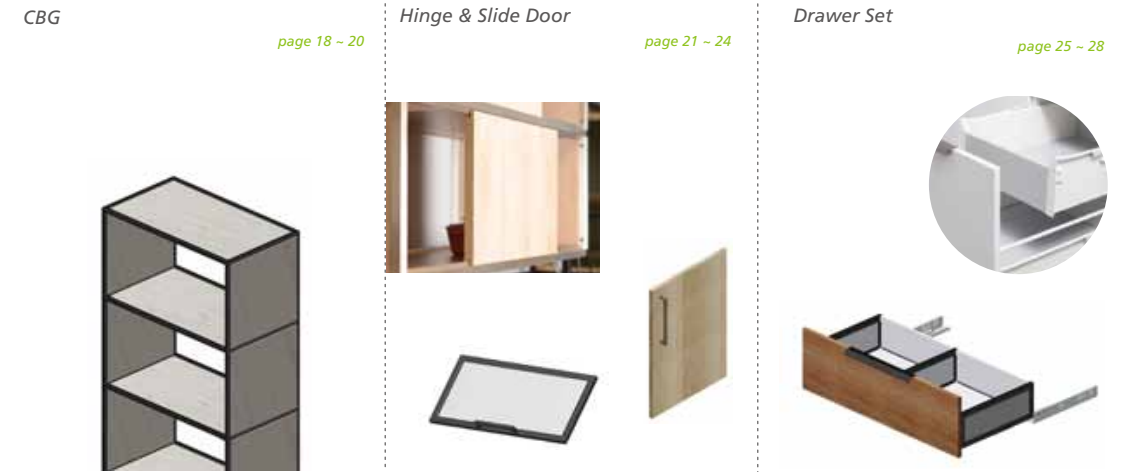 CBG
page 18 ~ 20
Hinge & Slide Door
page 21 ~ 24
Drawer Set
page 25 ~ 28